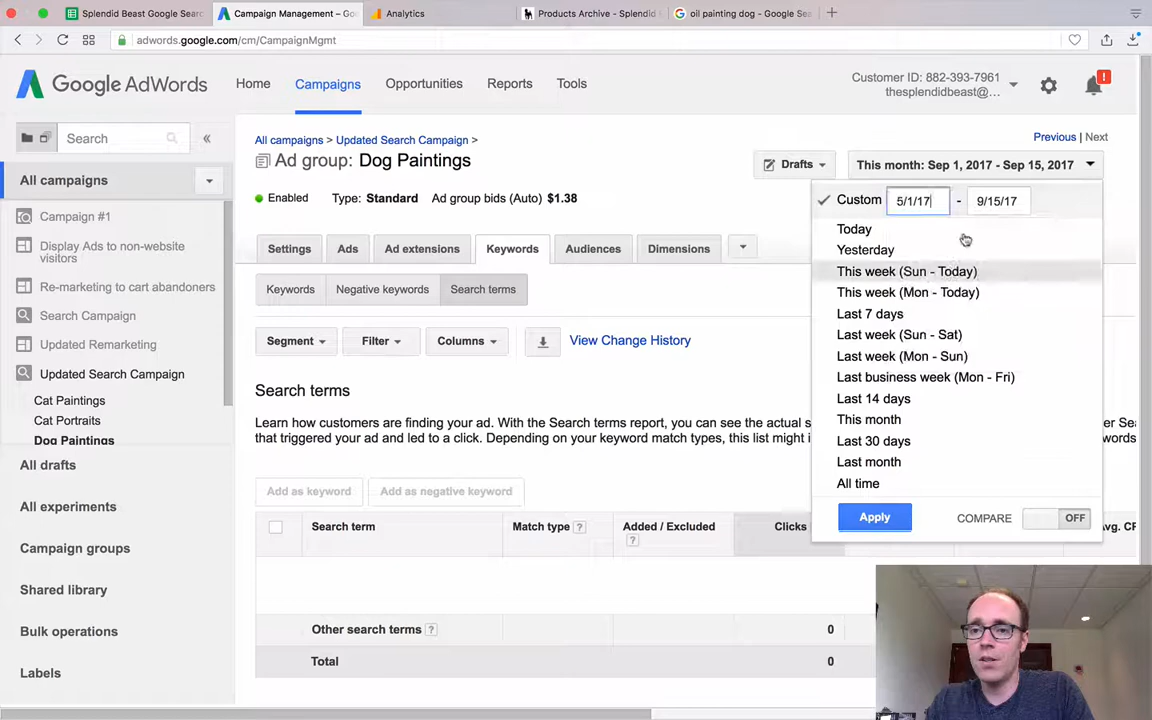 Splendid Beast Google Sear
Campaign Management – Go
Analytics
Products Archive - Splendid
oil painting dog - Google Sea
adwords.google.com/cm/CampaignMgmt
Google AdWords
Home
Campaigns
Opportunities
Reports
Tools
Customer ID: 882-393-7961
thesplendidbeast@...
!
Search
«
All campaigns
Campaign #1
Display Ads to non-website
visitors
Re-marketing to cart abandoners
Search Campaign
Updated Remarketing
Updated Search Campaign
Cat Paintings
Cat Portraits
Dog Paintings
All drafts
All experiments
Campaign groups
Shared library
Bulk operations
Labels
All campaigns > Updated Search Campaign >
Previous | Next
Ad group: Dog Paintings
Drafts
This month: Sep 1, 2017 - Sep 15, 2017
Enabled Type: Standard Ad group bids (Auto) $1.38
Settings
Ads
Ad extensions
Keywords
Audiences
Dimensions
Keywords
Negative keywords
Search terms
Segment
Filter
Columns
View Change History
Search terms
Learn how customers are finding your ad. With the Search terms report, you can see the actual s
that triggered your ad and led to a click. Depending on your keyword match types, this list might i
Add as keyword
Add as negative keyword
Search term
Match type ?
Added / Excluded
?
Clicks
vg. CP
Other search terms ?
0
Total
0
Custom 5/1/17 - 9/15/17
Today
Yesterday
This week (Sun - Today)
This week (Mon - Today)
Last 7 days
Last week (Sun - Sat)
Last week (Mon - Sun)
Last business week (Mon - Fri)
Last 14 days
This month
Last 30 days
Last month
All time
Apply
COMPARE
OFF
Sear
words